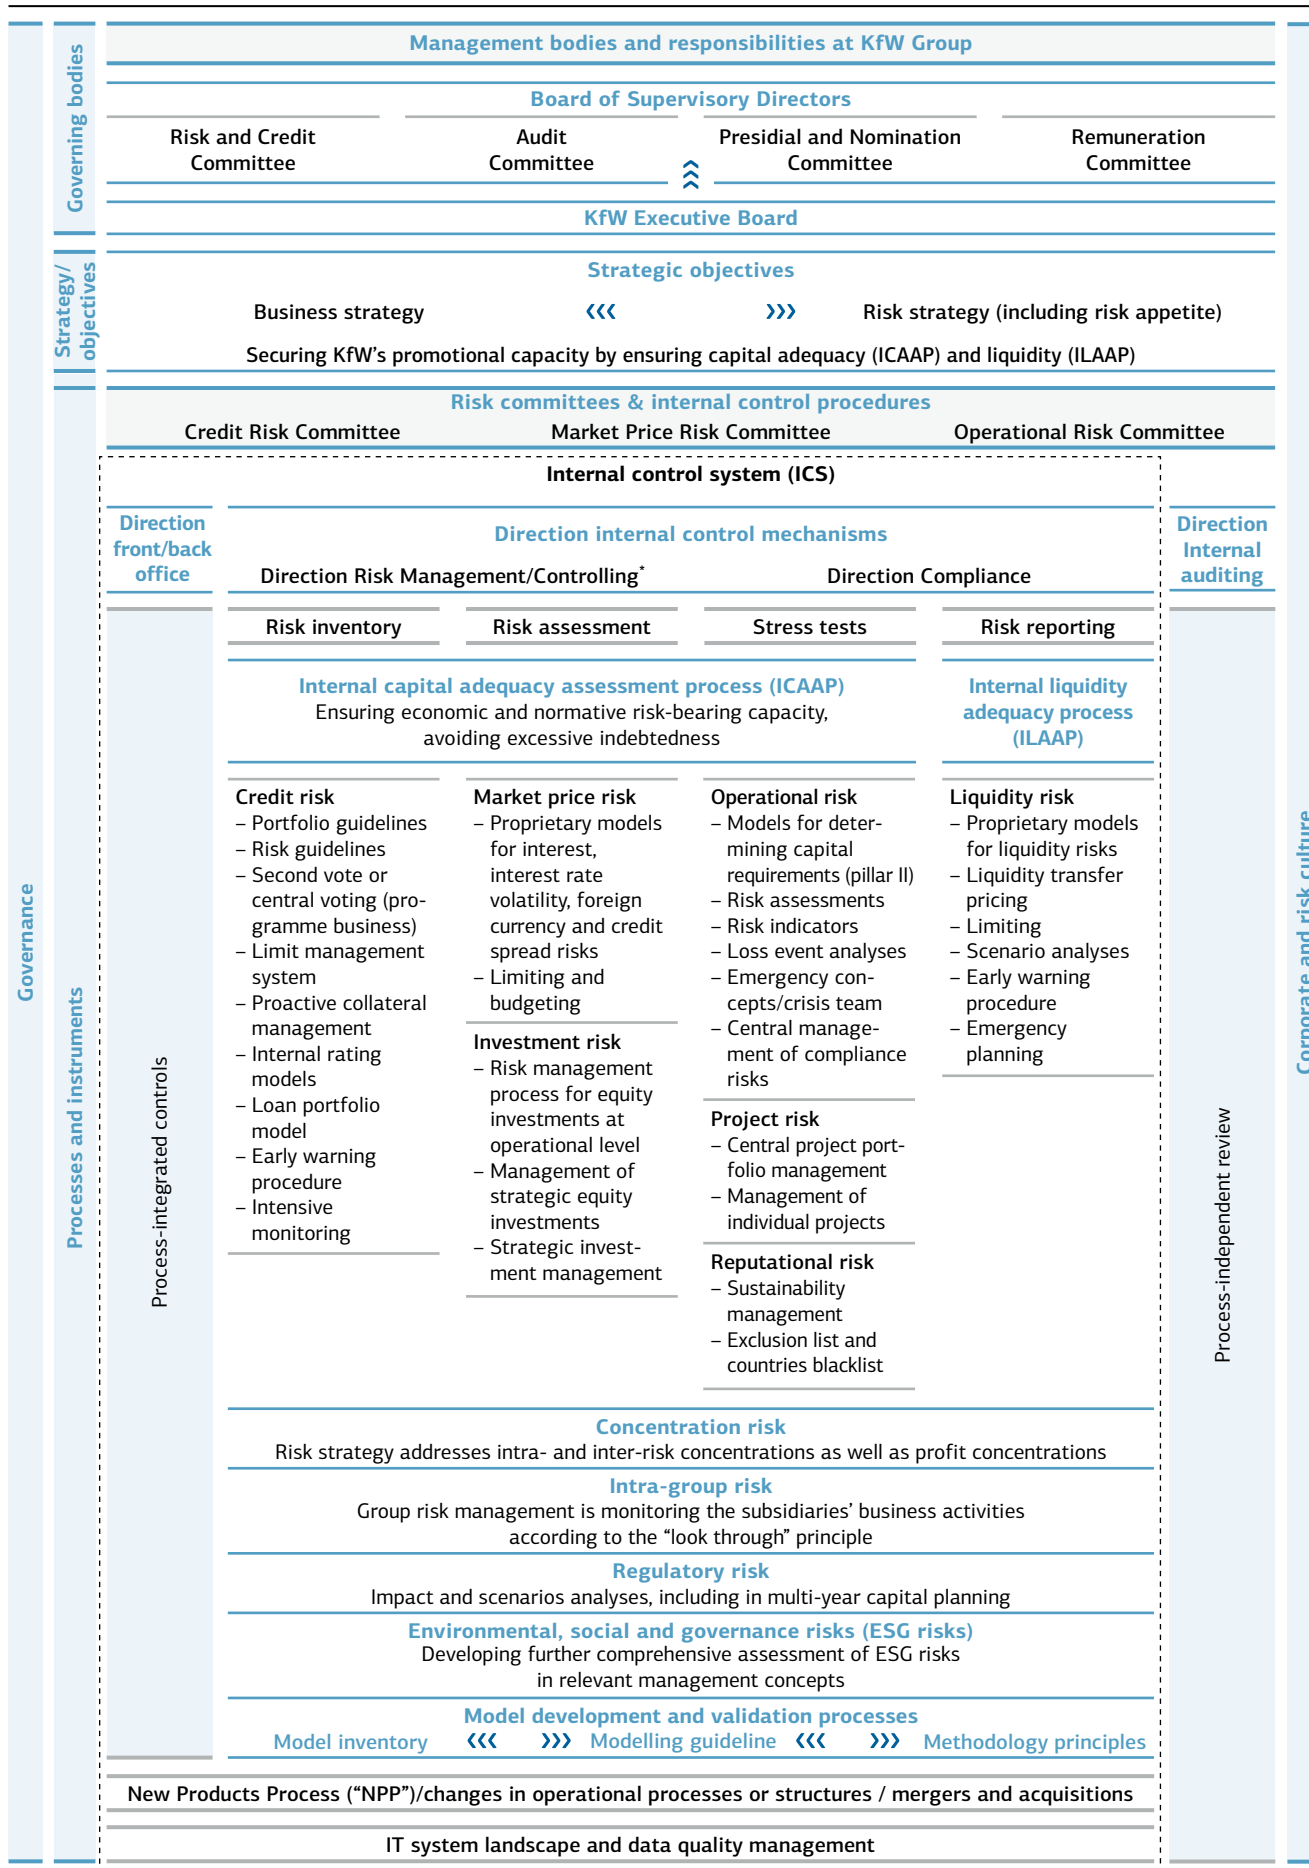 Management bodies and responsibilities at KfW Group
Governing bodies
Board of Supervisory Directors
Risk and Credit
Committee
Audit
Committee
Presidial and Nomination
Committee
Remuneration
Committee
KfW Executive Board
Strategy/
objectives
Strategic objectives
Business strategy
Risk strategy (including risk appetite)
Securing KfW's promotional capacity by ensuring capital adequacy (ICAAP) and liquidity (ILAAP)
Risk committees & internal control procedures
Credit Risk Committee
Market Price Risk Committee
Operational Risk Committee
Internal control system (ICS)
Direction
front/back
office
Direction internal control mechanisms
Direction Risk Management/Controlling*
Direction Compliance
Direction
Internal
auditing
Risk inventory
Risk assessment
Stress tests
Risk reporting
Internal capital adequacy assessment process (ICAAP)
Ensuring economic and normative risk-bearing capacity,
avoiding excessive indebtedness
Internal liquidity
adequacy process
(ILAAP)
Governance
Processes and instruments
Process-integrated controls
Credit risk
– Portfolio guidelines
– Risk guidelines
– Second vote or
central voting (pro-
gramme business)
– Limit management
system
– Proactive collateral
management
– Internal rating
models
– Loan portfolio
model
– Early warning
procedure
– Intensive
monitoring
Market price risk
– Proprietary models
for interest,
interest rate
volatility, foreign
currency and credit
spread risks
– Limiting and
budgeting
Investment risk
– Risk management
process for equity
investments at
operational level
– Management of
strategic equity
investments
– Strategic invest-
ment management
Operational risk
– Models for deter-
mining capital
requirements (pillar II)
– Risk assessments
– Risk indicators
– Loss event analyses
– Emergency con-
cepts/crisis team
– Central manage-
ment of compliance
risks
Project risk
– Central project port-
folio management
– Management of
individual projects
Reputational risk
– Sustainability
management
– Exclusion list and
countries blacklist
Liquidity risk
– Proprietary models
for liquidity risks
– Liquidity transfer
pricing
– Limiting
– Scenario analyses
– Early warning
procedure
– Emergency
planning
Process-independent review
Corporate and risk culture
Concentration risk
Risk strategy addresses intra- and inter-risk concentrations as well as profit concentrations
Intra-group risk
Group risk management is monitoring the subsidiaries' business activities
according to the “look through” principle
Regulatory risk
Impact and scenarios analyses, including in multi-year capital planning
Environmental, social and governance risks (ESG risks)
Developing further comprehensive assessment of ESG risks
in relevant management concepts
Model development and validation processes
Model inventory
Modelling guideline
Methodology principles
New Products Process (“NPP”)/changes in operational processes or structures / mergers and acquisitions
IT system landscape and data quality management